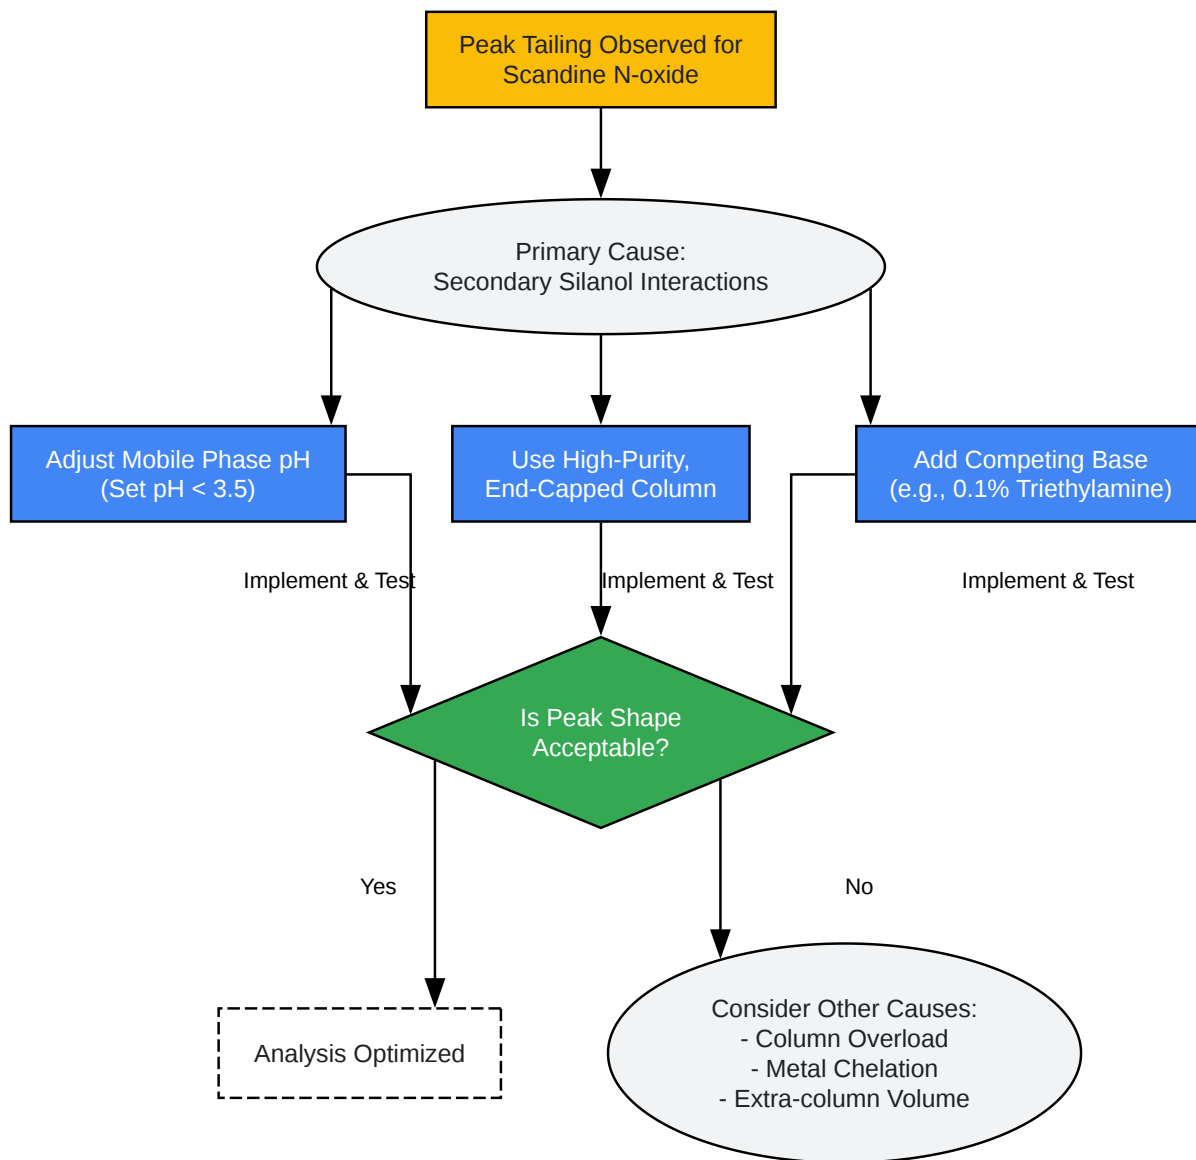 Peak Tailing Observed for
Scandine N-oxide
Primary Cause:
Secondary Silanol Interactions
Adjust Mobile Phase pH
(Set pH < 3.5)
Use High-Purity,
End-Capped Column
Add Competing Base
(e.g., 0.1% Triethylamine)
Implement & Test
Implement & Test
Implement & Test
Is Peak Shape
Acceptable?
Yes
No
Analysis Optimized
Consider Other Causes:
- Column Overload
- Metal Chelation
- Extra-column Volume